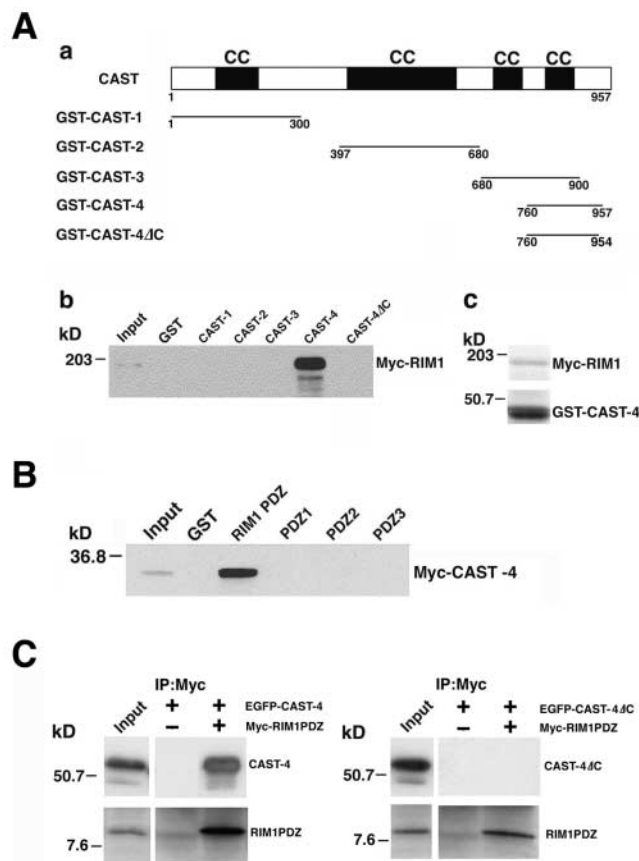 A
a
CC CC CC CC
CAST
1 957
GST-CAST-1
1 300
GST-CAST-2
397 680
GST-CAST-3
680 900
GST-CAST-4
760 957
GST-CAST-4ΔC
760 954
b
kD Input GST CAST-1 CAST-2 CAST-3 CAST-4 CAST-4ΔC
203 Myc-RIM1
c
kD
203 Myc-RIM1
50.7 GST-CAST-4
B
kD Input GST RIM1 PDZ PDZ1 PDZ2 PDZ3
36.8
Myc-CAST -4
C
IP:Myc
Input + + EGFP-CAST-4
− + Myc-RIM1PDZ
kD
CAST-4
50.7
RIM1PDZ
7.6
IP:Myc
Input + + EGFP-CAST-4ΔC
− + Myc-RIM1PDZ
kD
CAST-4ΔC
50.7
RIM1PDZ
7.6